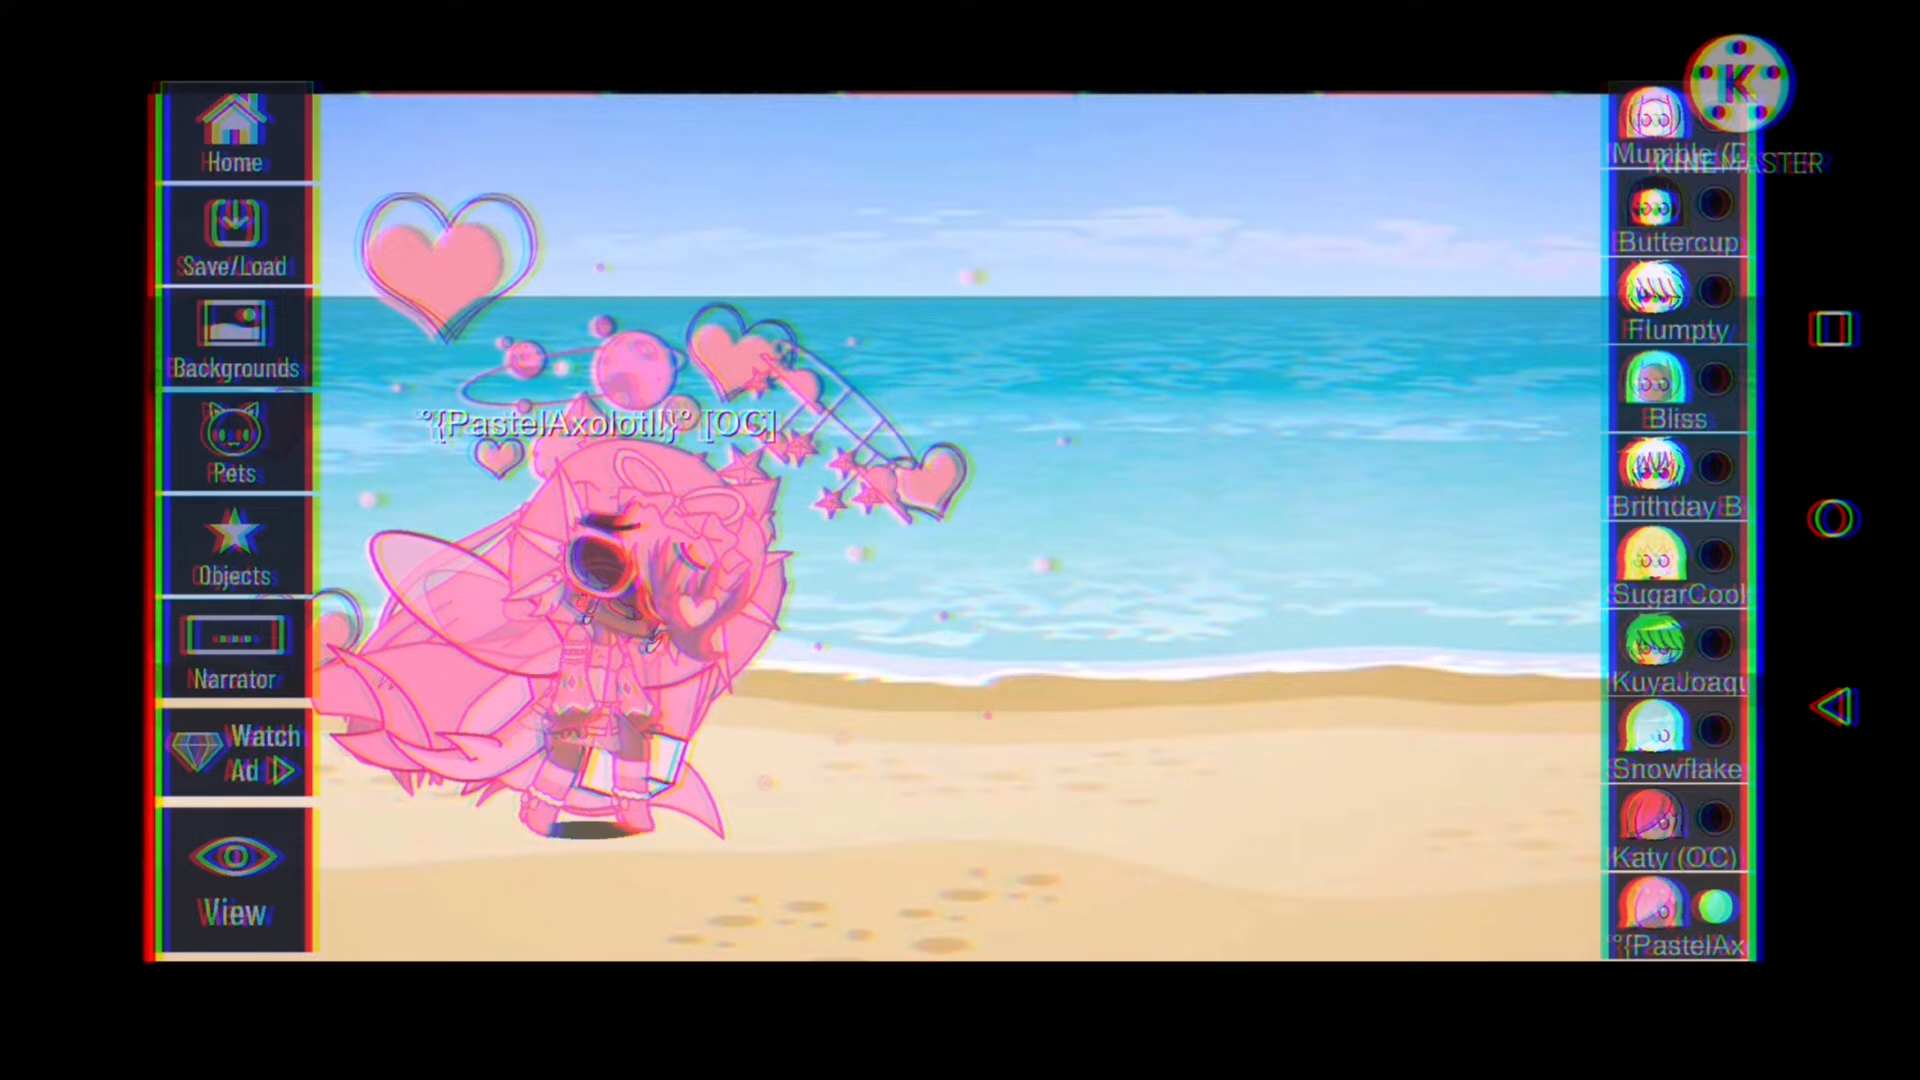 Home
Save/Load
Backgrounds
Pets
Objects
Narrator
Watch
Ad
View
°{PastelAxolotl!}° [OC]
K
KINEMASTER
Mumble (D
Buttercup
Flumpty
Bliss
Brithday B
SugarCool
KuyaJoaqu
Snowflake
Katy (OC)
°{PastelAx